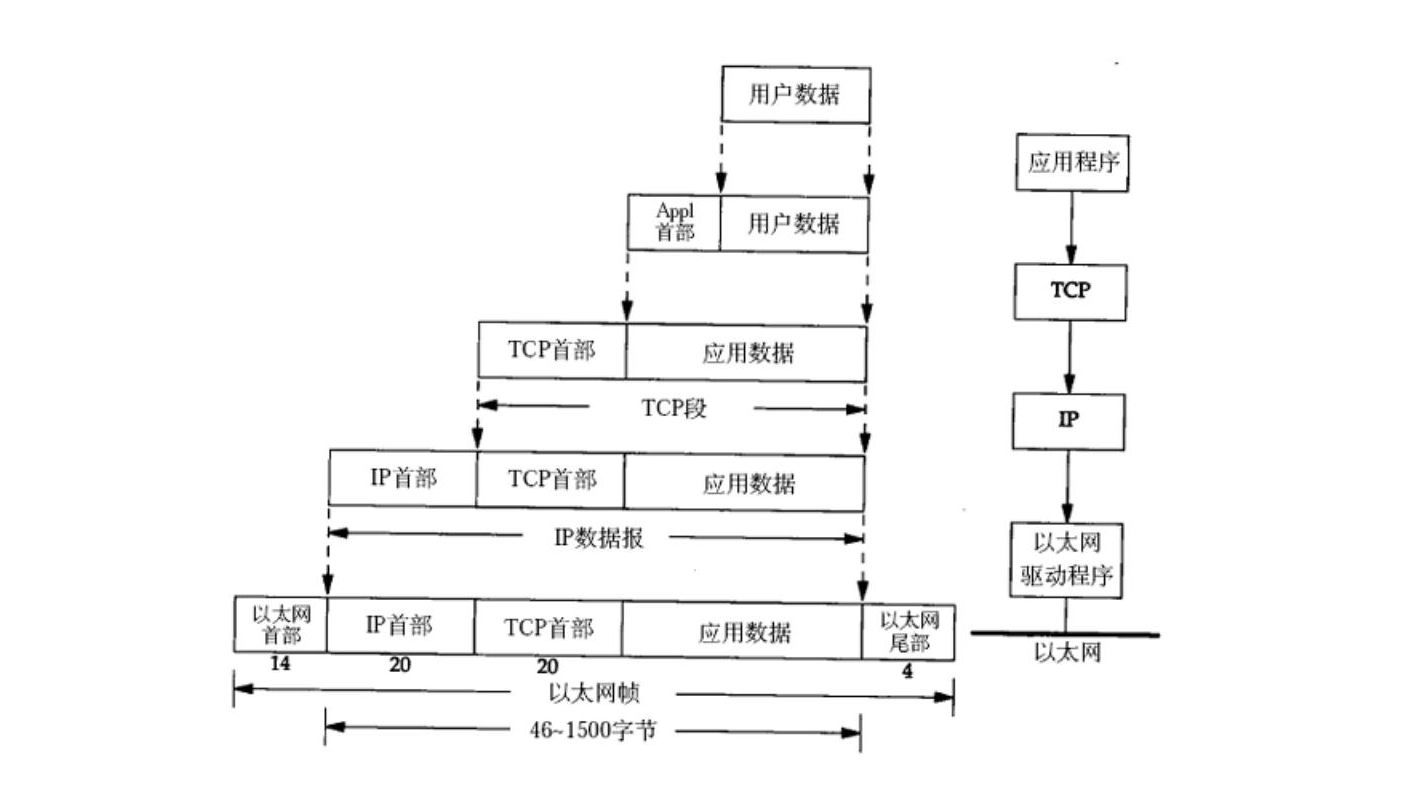 用户数据
应用程序
Appl
首部
用户数据
TCP
TCP首部
应用数据
TCP段
IP
IP首部
TCP首部
应用数据
IP数据报
以太网
驱动程序
以太网
首部
IP首部
TCP首部
应用数据
以太网
尾部
以太网
14
20
20
4
以太网帧
46~1500字节